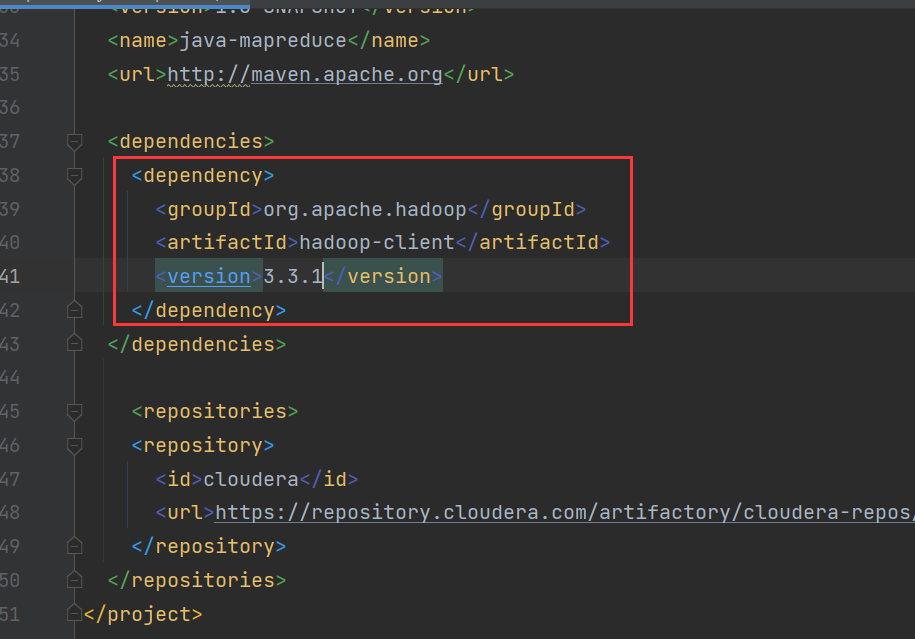 34 <name>java-mapreduce</name>
35 <url>http://maven.apache.org</url>
36
37 <dependencies>
38 <dependency>
39 <groupId>org.apache.hadoop</groupId>
40 <artifactId>hadoop-client</artifactId>
41 <version>3.3.1</version>
42 </dependency>
43 </dependencies>
44
45 <repositories>
46 <repository>
47 <id>cloudera</id>
48 <url>https://repository.cloudera.com/artifactory/cloudera-repos/
49 </repository>
50 </repositories>
51 </project>